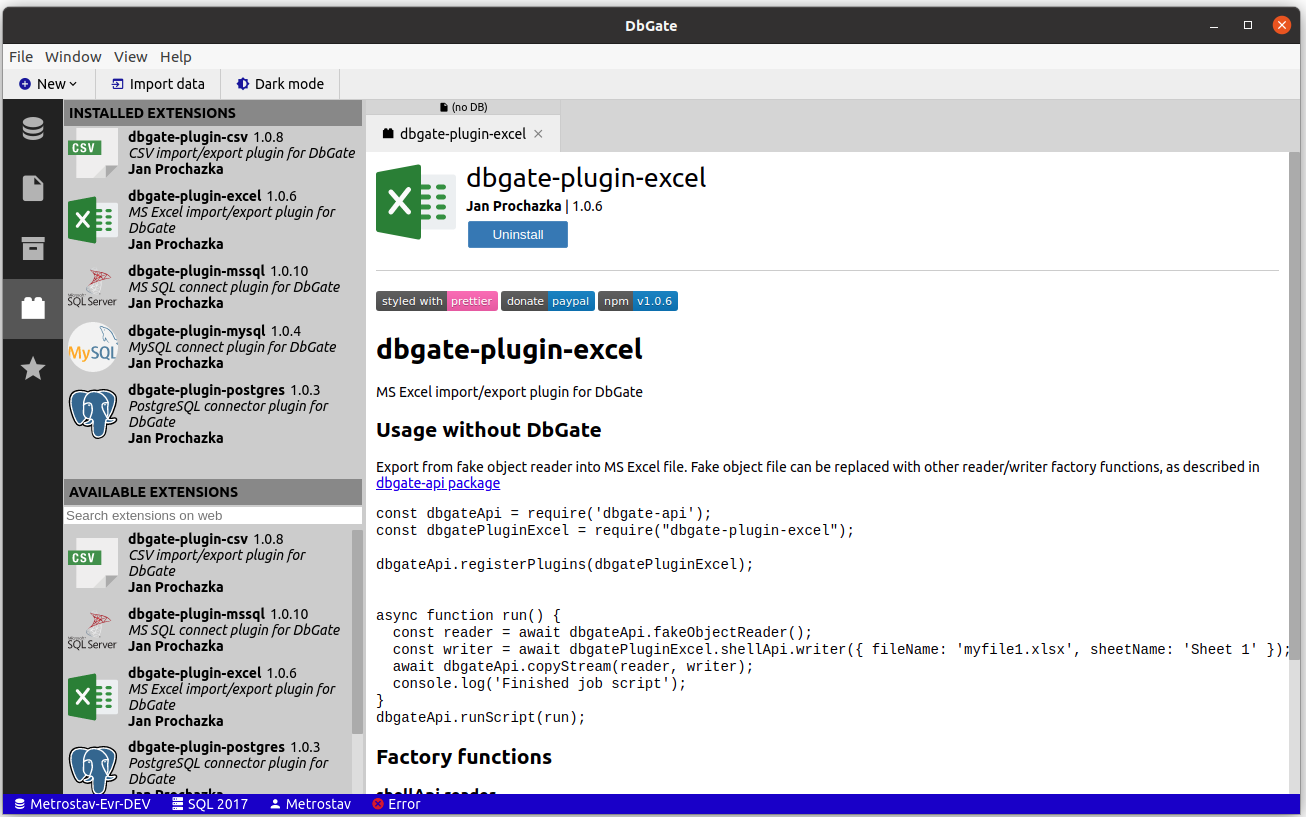 DbGate
File Window View Help
New Import data Dark mode
INSTALLED EXTENSIONS
CSV
dbgate-plugin-csv 1.0.8
CSV import/export plugin for DbGate
Jan Prochazka
X
dbgate-plugin-excel 1.0.6
MS Excel import/export plugin for
DbGate
Jan Prochazka
SQL Server
dbgate-plugin-mssql 1.0.10
MS SQL connect plugin for DbGate
Jan Prochazka
MySQL
dbgate-plugin-mysql 1.0.4
MySQL connect plugin for DbGate
Jan Prochazka
dbgate-plugin-postgres 1.0.3
PostgreSQL connector plugin for
DbGate
Jan Prochazka
AVAILABLE EXTENSIONS
Search extensions on web
CSV
dbgate-plugin-csv 1.0.8
CSV import/export plugin for
DbGate
Jan Prochazka
SQL Server
dbgate-plugin-mssql 1.0.10
MS SQL connect plugin for DbGate
Jan Prochazka
X
dbgate-plugin-excel 1.0.6
MS Excel import/export plugin for
DbGate
Jan Prochazka
dbgate-plugin-postgres 1.0.3
PostgreSQL connector plugin for
DbGate
(no DB)
dbgate-plugin-excel
X
dbgate-plugin-excel
Jan Prochazka | 1.0.6
Uninstall
styled with prettier donate paypal npm v1.0.6
dbgate-plugin-excel
MS Excel import/export plugin for DbGate
Usage without DbGate
Export from fake object reader into MS Excel file. Fake object file can be replaced with other reader/writer factory functions, as described in
dbgate-api package
const dbgateApi = require('dbgate-api');
const dbgatePluginExcel = require("dbgate-plugin-excel");
dbgateApi.registerPlugins(dbgatePluginExcel);
async function run() {
  const reader = await dbgateApi.fakeObjectReader();
  const writer = await dbgatePluginExcel.shellApi.writer({ fileName: 'myfile1.xlsx', sheetName: 'Sheet 1' });
  await dbgateApi.copyStream(reader, writer);
  console.log('Finished job script');
}
dbgateApi.runScript(run);
Factory functions
shellApi.reader
Metrostav-Evr-DEV SQL 2017 Metrostav Error